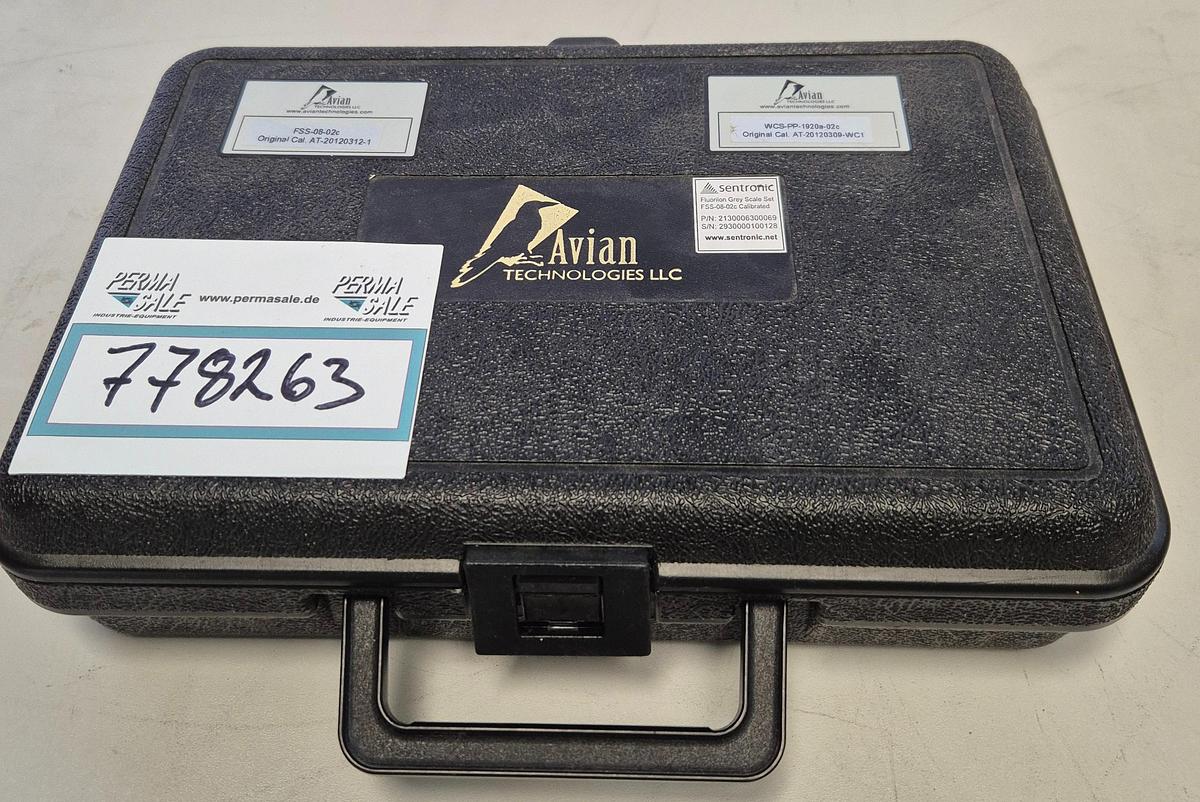 Avian
TECHNOLOGIES LLC
www.aviantechnologies.com
FSS-08-02c
Original Cal. AT-20120312-1
Avian
TECHNOLOGIES LLC
www.aviantechnologies.com
WCS-PP-1920a-02c
Original Cal. AT-20120309-WC1
Avian
TECHNOLOGIES LLC
sentronic
Fluorilon Grey Scale Set
FSS-08-02c Calibrated
P/N: 2130006300069
S/N: 2930000100128
www.sentronic.net
PERMA
SALE
INDUSTRIE-EQUIPMENT
www.permasale.de
PERMA
SALE
INDUSTRIE-EQUIPMENT
778263